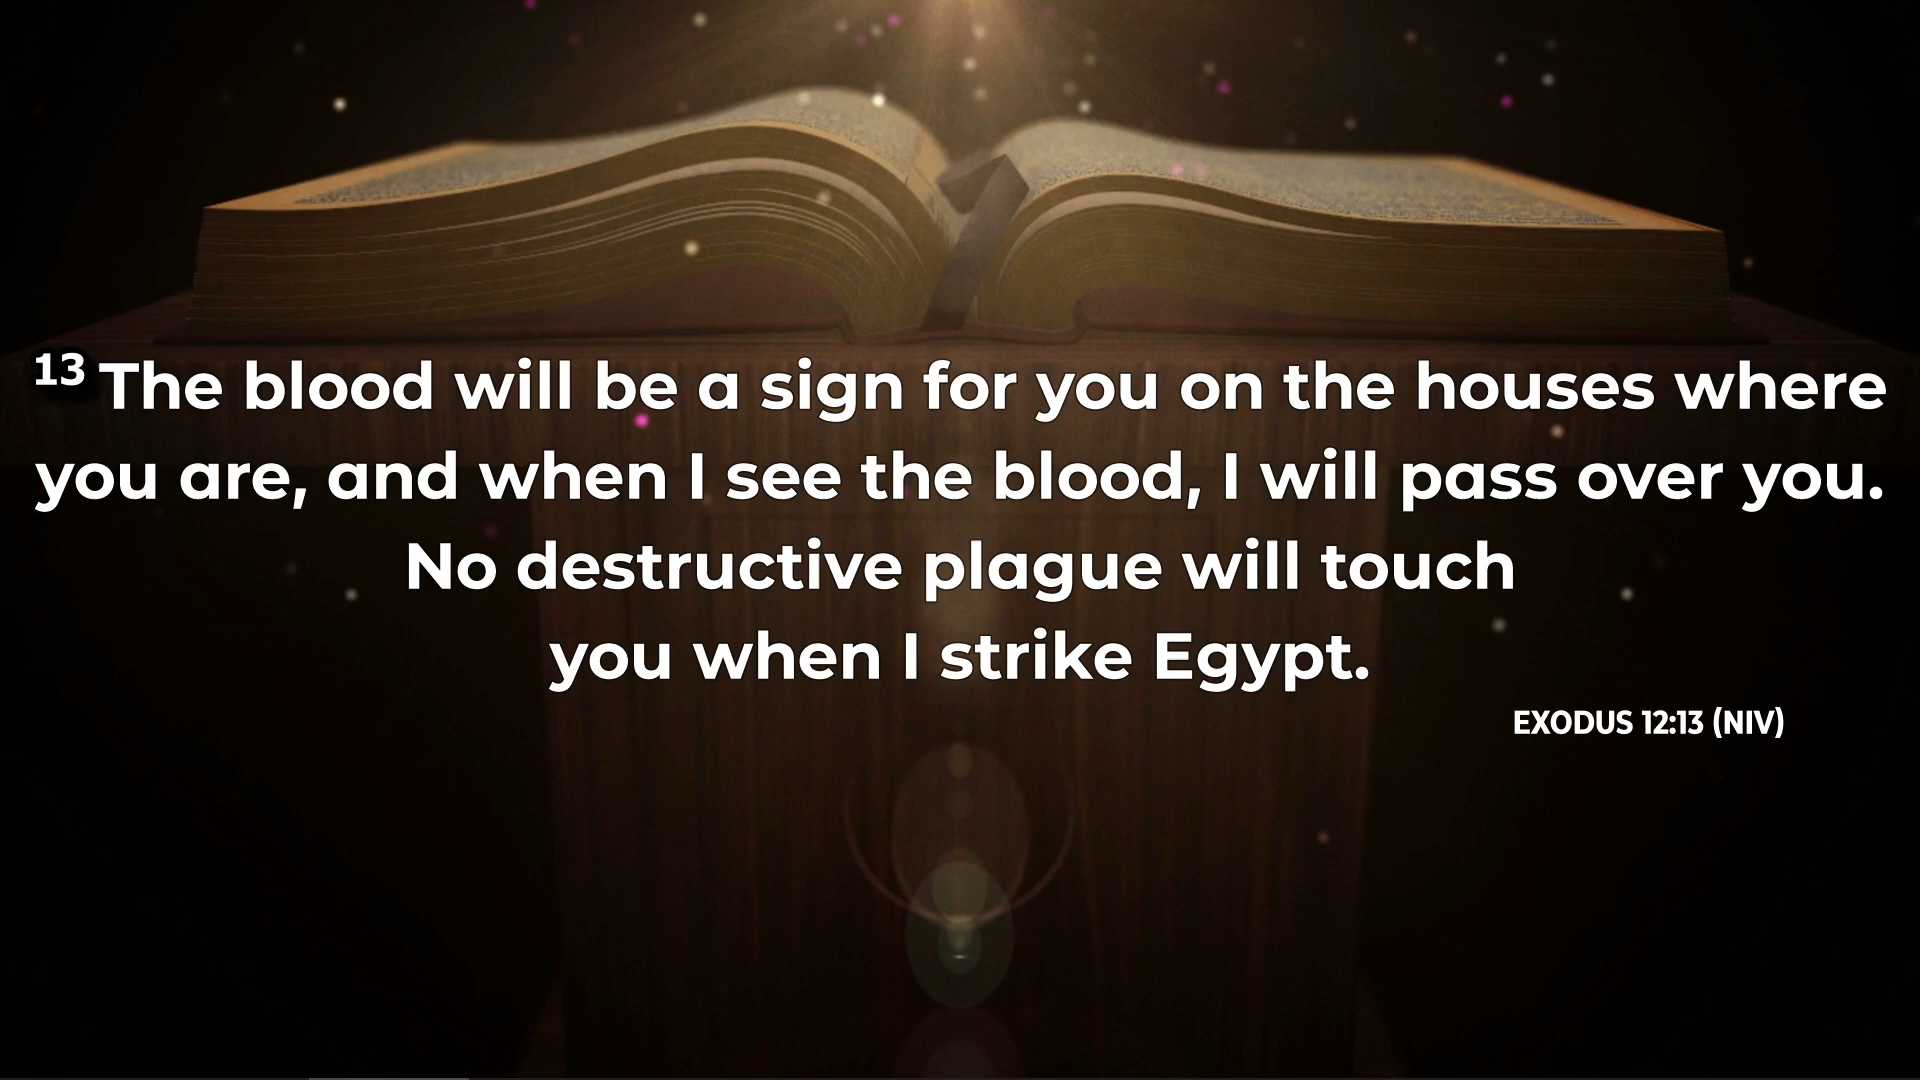 13 The blood will be a sign for you on the houses where
you are, and when I see the blood, I will pass over you.
No destructive plague will touch
you when I strike Egypt.
EXODUS 12:13 (NIV)